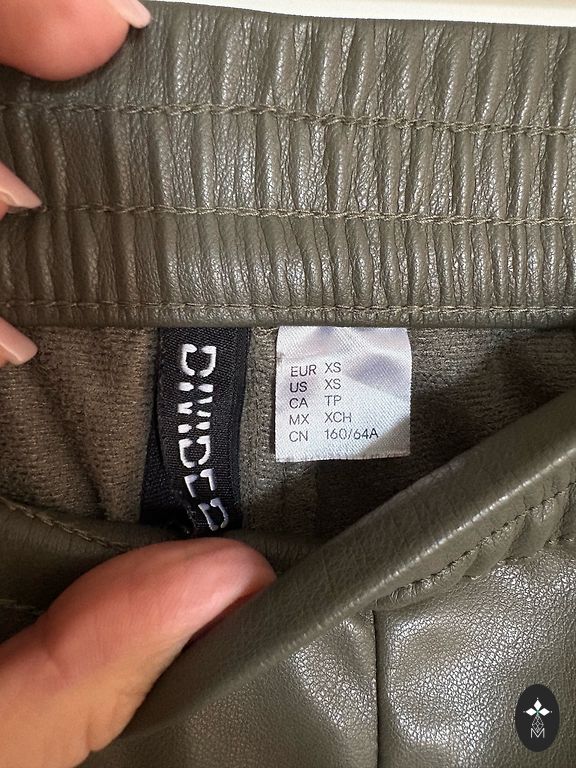 DIVIDED
EUR XS
US XS
CA TP
MX XCH
CN 160/64A
M